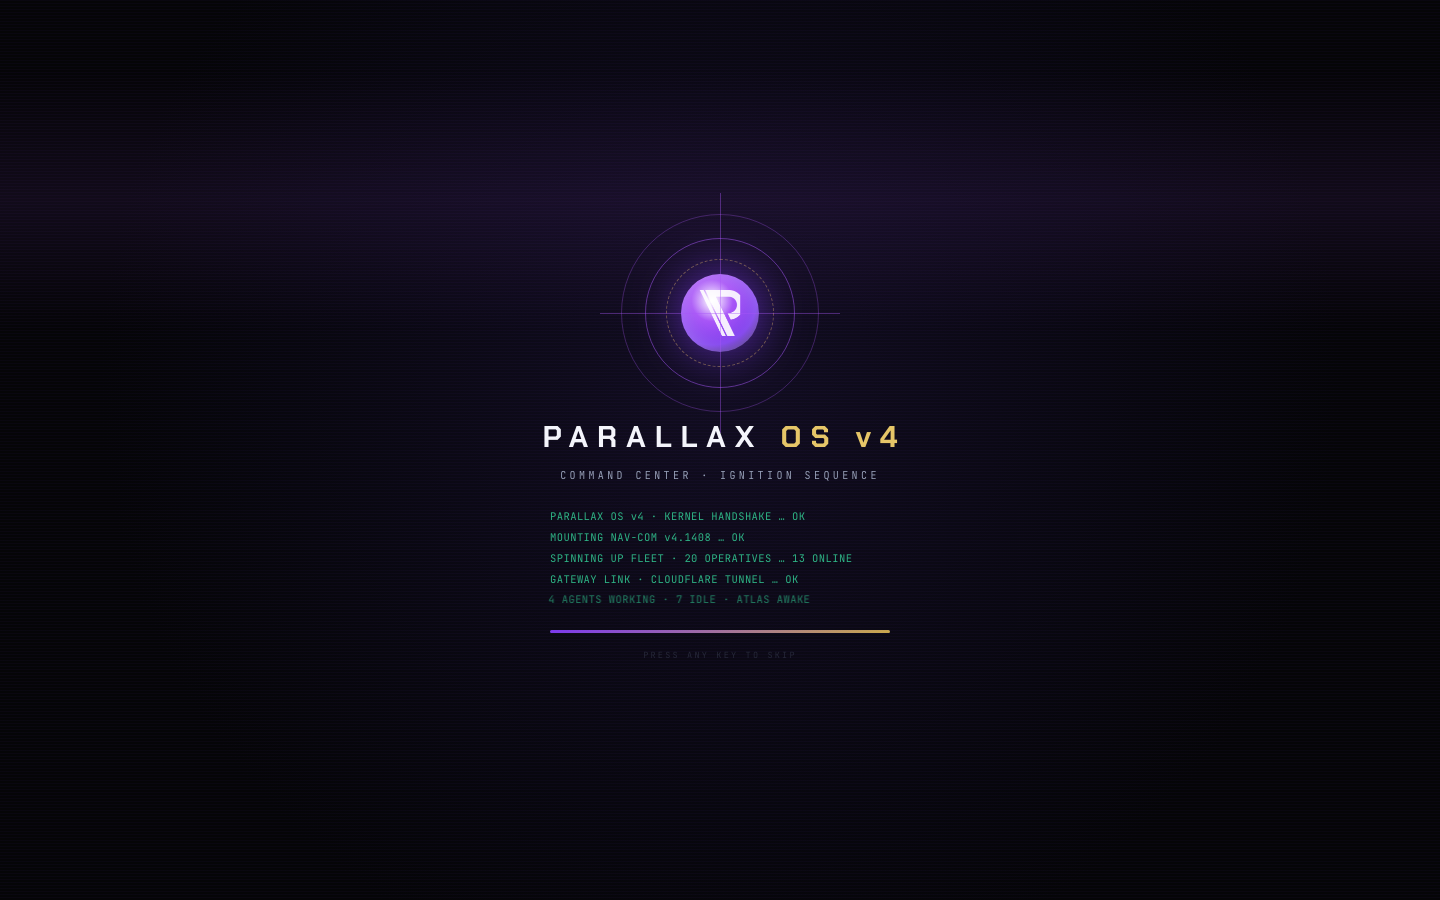 PARALLAX OS v4
COMMAND CENTER · IGNITION SEQUENCE
PARALLAX OS v4 · KERNEL HANDSHAKE … OK
MOUNTING NAV-COM v4.1408 … OK
SPINNING UP FLEET · 20 OPERATIVES … 13 ONLINE
GATEWAY LINK · CLOUDFLARE TUNNEL … OK
4 AGENTS WORKING · 7 IDLE · ATLAS AWAKE
PRESS ANY KEY TO SKIP